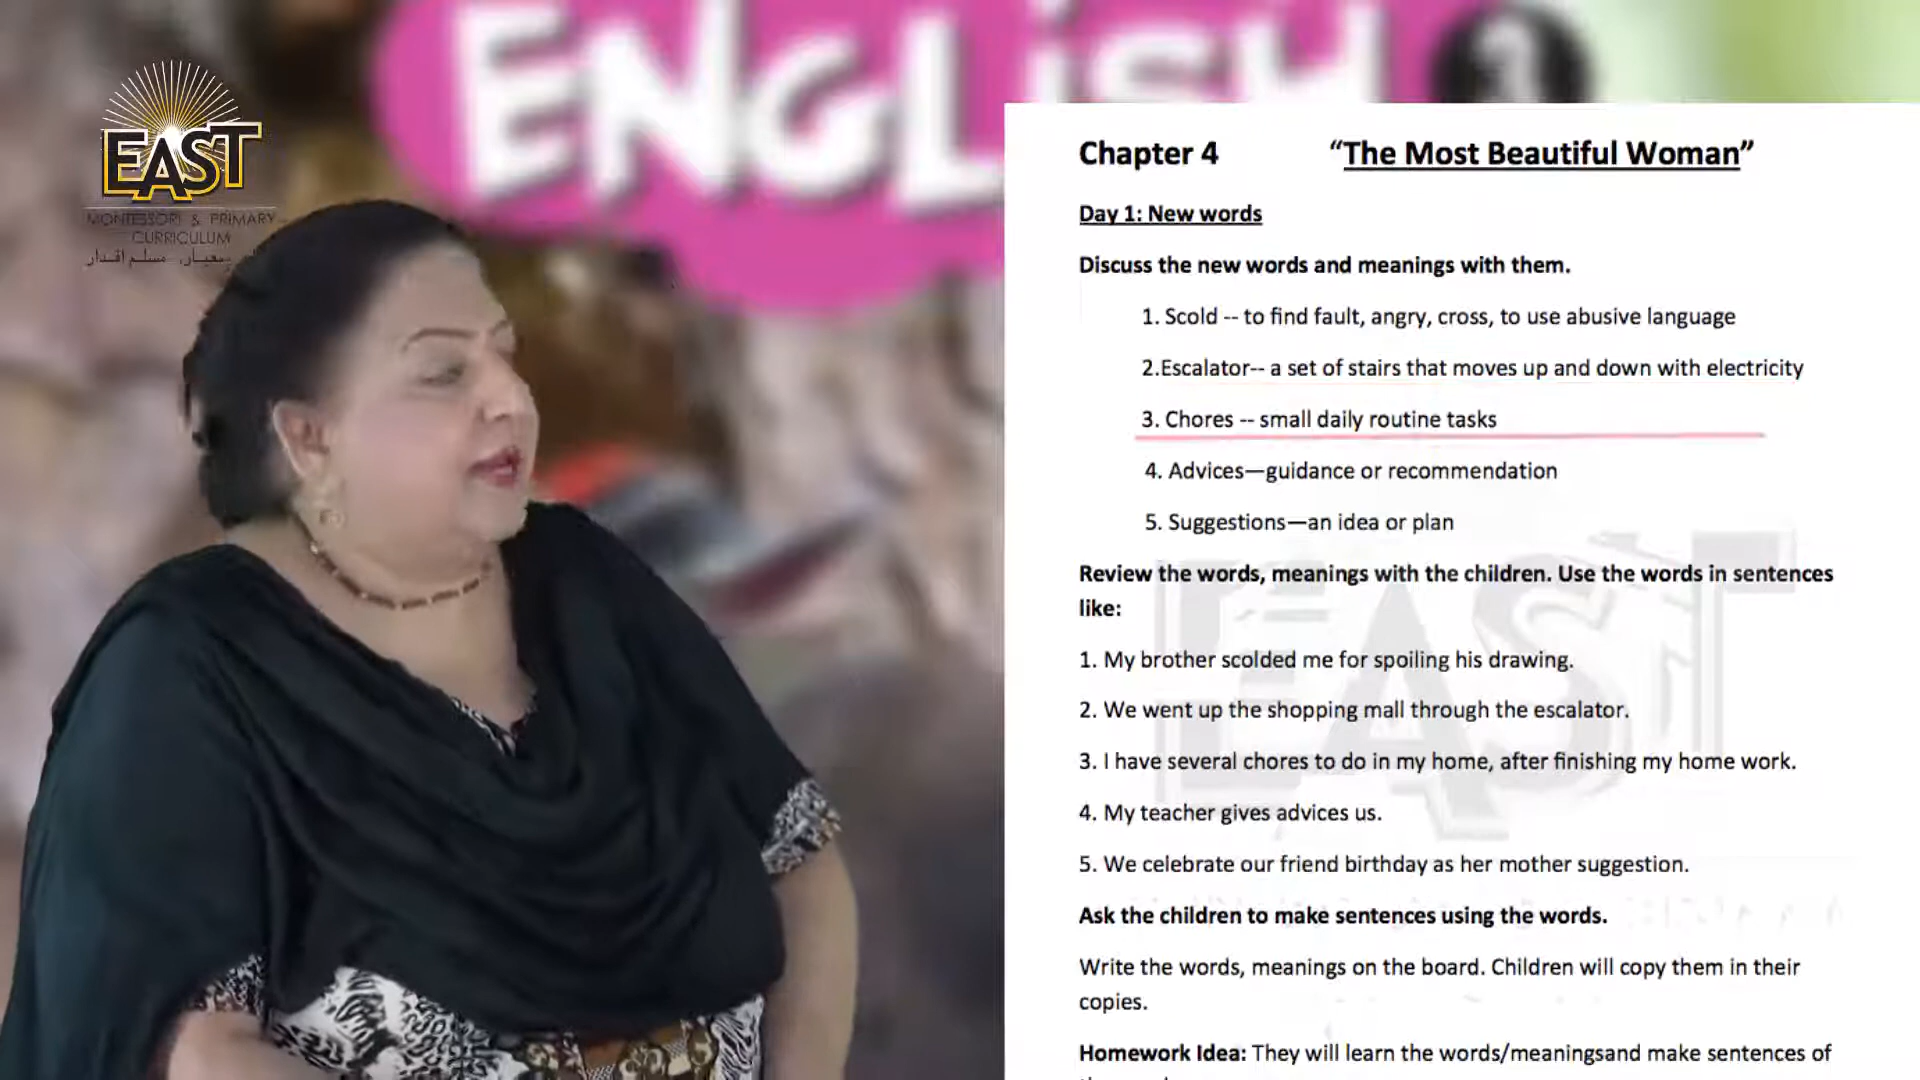 ENGLISH 3
EAST
MONTESSORI & PRIMARY
CURRICULUM
معیار، مسلم اقدار
Chapter 4 “The Most Beautiful Woman”
Day 1: New words
Discuss the new words and meanings with them.
1. Scold -- to find fault, angry, cross, to use abusive language
2.Escalator-- a set of stairs that moves up and down with electricity
3. Chores -- small daily routine tasks
4. Advices—guidance or recommendation
5. Suggestions—an idea or plan
Review the words, meanings with the children. Use the words in sentences
like:
1. My brother scolded me for spoiling his drawing.
2. We went up the shopping mall through the escalator.
3. I have several chores to do in my home, after finishing my home work.
4. My teacher gives advices us.
5. We celebrate our friend birthday as her mother suggestion.
Ask the children to make sentences using the words.
Write the words, meanings on the board. Children will copy them in their
copies.
Homework Idea: They will learn the words/meaningsand make sentences of
EAST